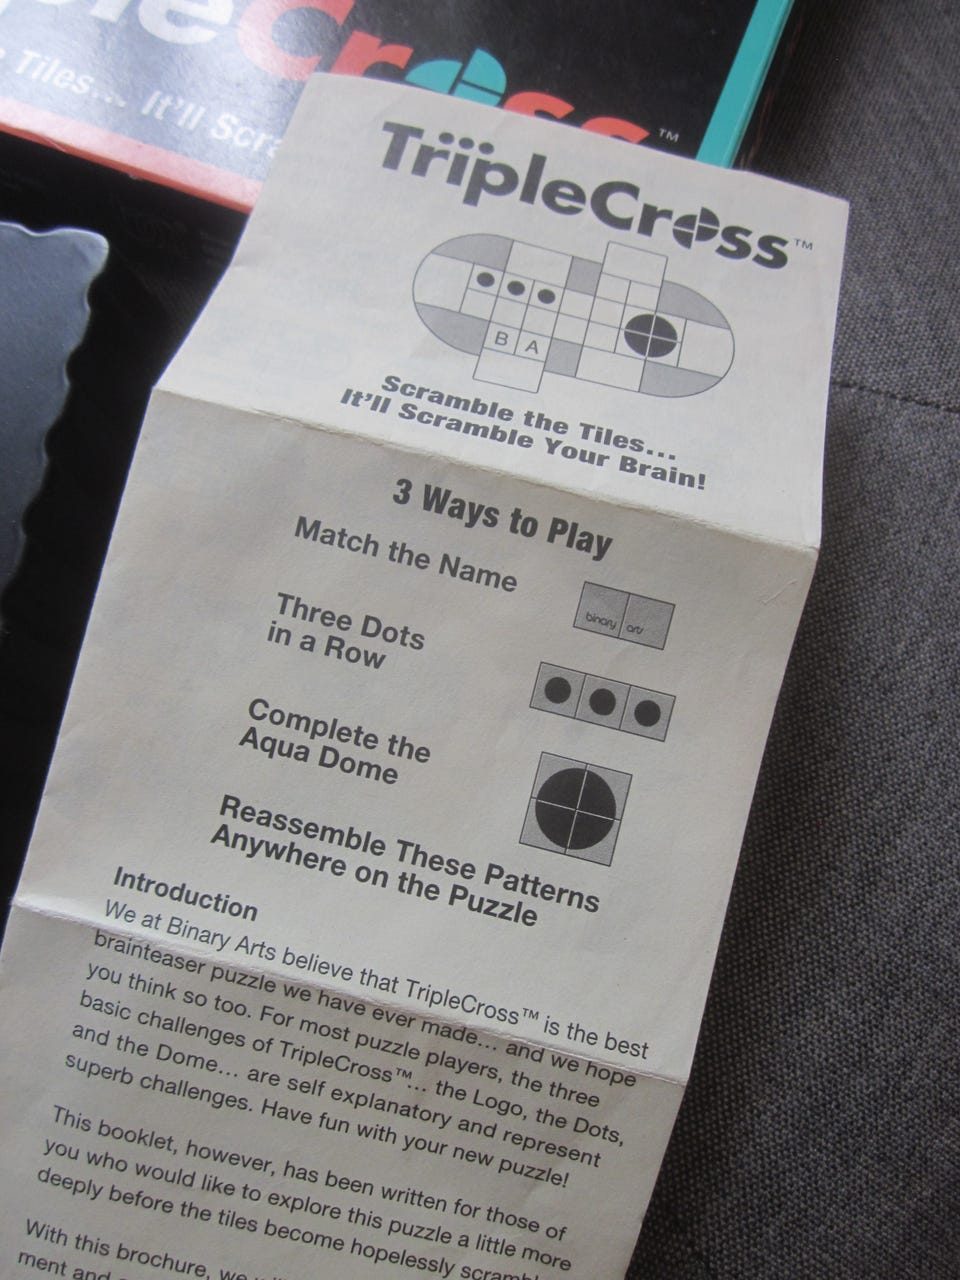 Cross™
Tiles... It'll
TripleCross™
B A
Scramble the Tiles...
It'll Scramble Your Brain!
3 Ways to Play
Match the Name
binary arts
Three Dots
in a Row
Complete the
Aqua Dome
Reassemble These Patterns
Anywhere on the Puzzle
Introduction
We at Binary Arts believe that TripleCross™ is the best
brainteaser puzzle we have ever made... and we hope
you think so too. For most puzzle players, the three
basic challenges of TripleCross™... the Logo, the Dots,
and the Dome... are self explanatory and represent
superb challenges. Have fun with your new puzzle!
This booklet, however, has been written for those of
you who would like to explore this puzzle a little more
deeply before the tiles become hopelessly
With this brochure, we
ment and